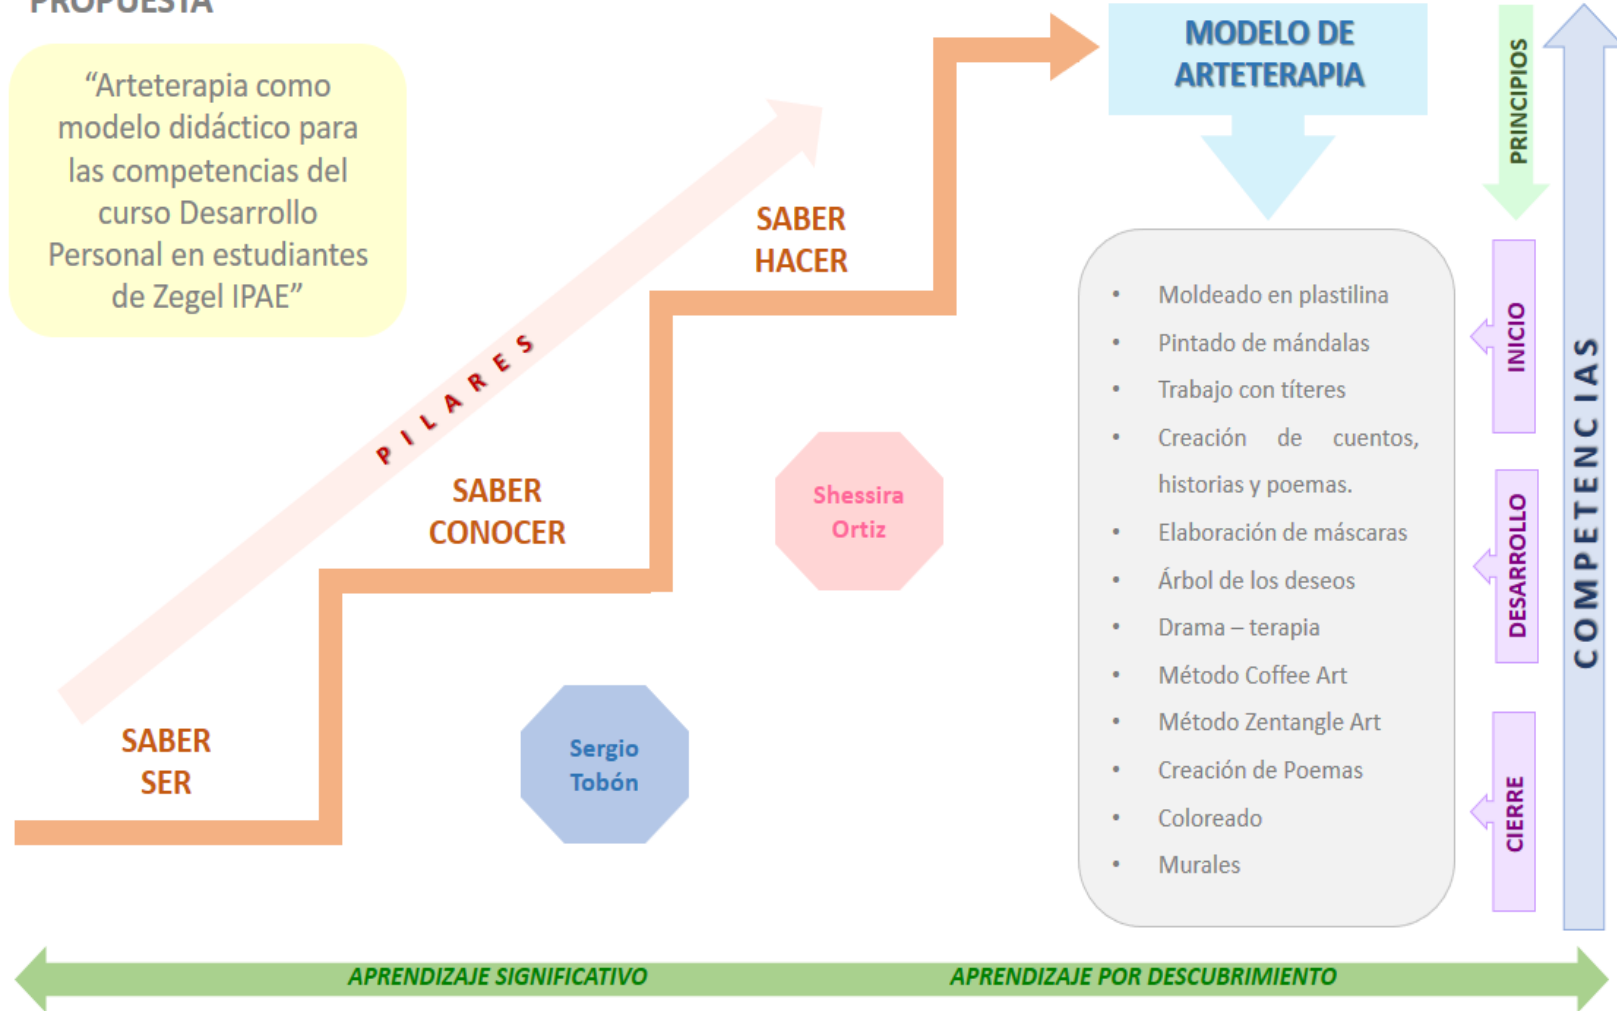 PROPUESTA
“Arteterapia como
modelo didáctico para
las competencias del
curso Desarrollo
Personal en estudiantes
de Zegel IPAE”
PILARES
SABER
SER
SABER
CONOCER
SABER
HACER
Sergio
Tobón
Shessira
Ortiz
MODELO DE
ARTETERAPIA
• Moldeado en plastilina
• Pintado de mándalas
• Trabajo con títeres
• Creación de cuentos,
historias y poemas.
• Elaboración de máscaras
• Árbol de los deseos
• Drama – terapia
• Método Coffee Art
• Método Zentangle Art
• Creación de Poemas
• Coloreado
• Murales
PRINCIPIOS
INICIO
DESARROLLO
CIERRE
COMPETENCIAS
APRENDIZAJE SIGNIFICATIVO
APRENDIZAJE POR DESCUBRIMIENTO